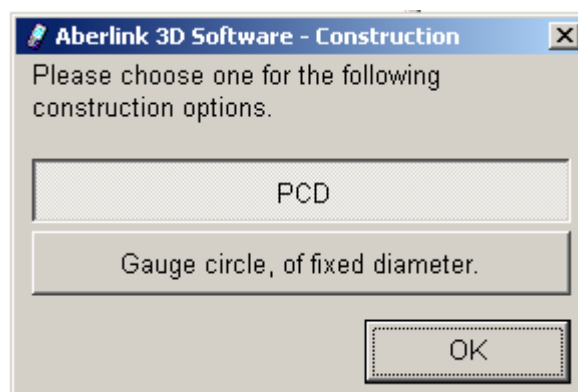 Aberlink 3D Software - Construction
Please choose one for the following
construction options.
PCD
Gauge circle, of fixed diameter.
OK